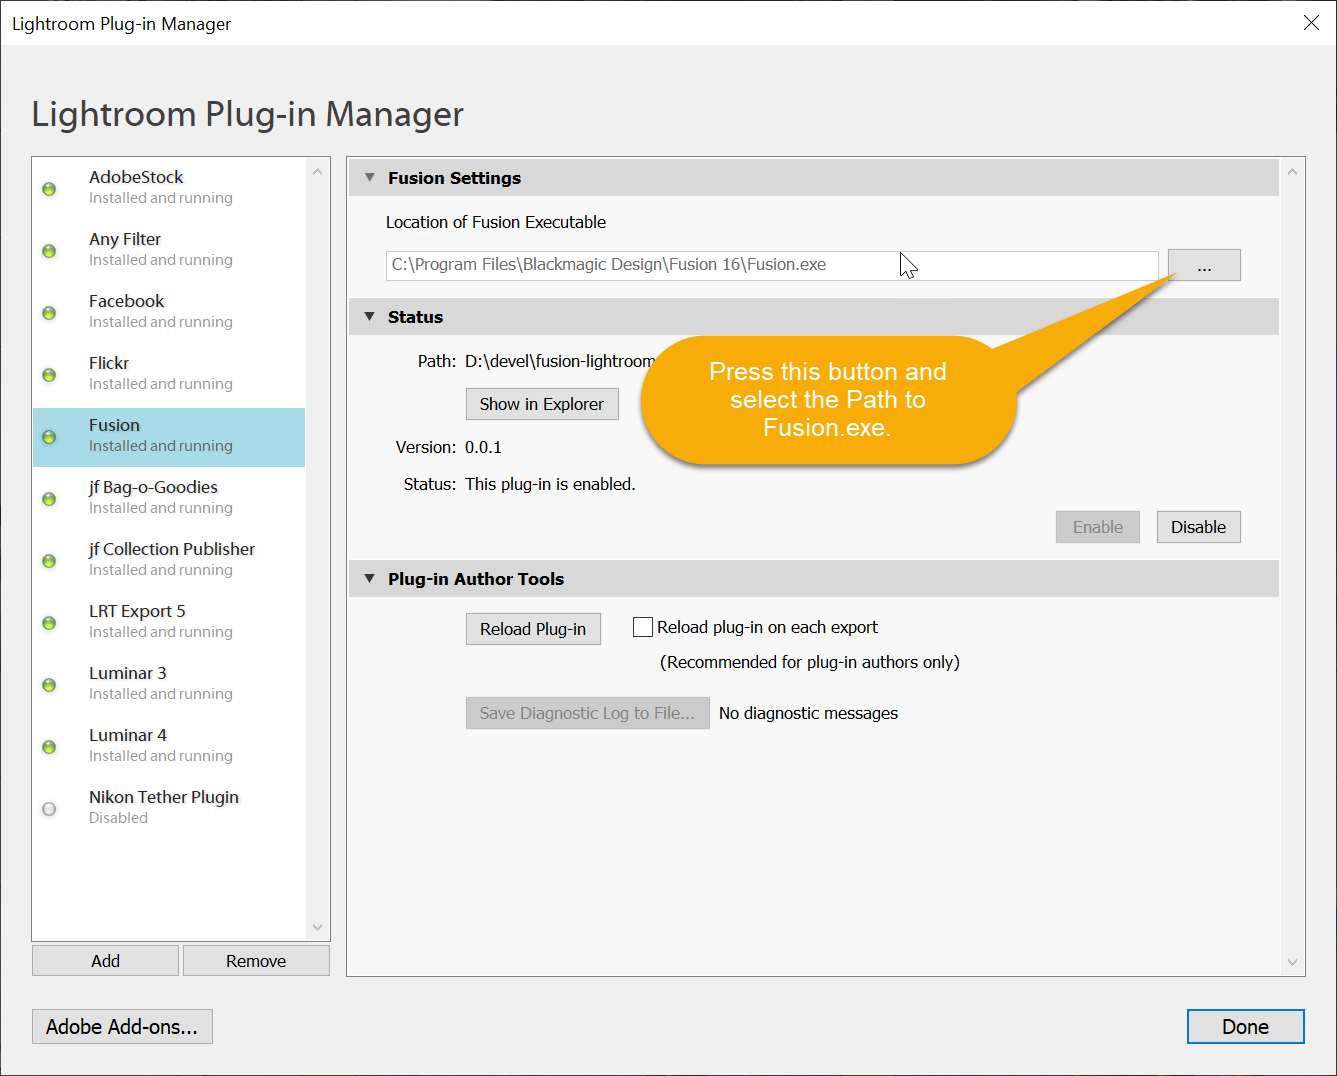 Lightroom Plug-in Manager
Lightroom Plug-in Manager
AdobeStock
Installed and running
Any Filter
Installed and running
Facebook
Installed and running
Flickr
Installed and running
Fusion
Installed and running
jf Bag-o-Goodies
Installed and running
jf Collection Publisher
Installed and running
LRT Export 5
Installed and running
Luminar 3
Installed and running
Luminar 4
Installed and running
Nikon Tether Plugin
Disabled
Add Remove
Adobe Add-ons...
Fusion Settings
Location of Fusion Executable
C:\Program Files\Blackmagic Design\Fusion 16\Fusion.exe ...
Status
Path: D:\devel\fusion-lightroom
Show in Explorer
Press this button and
select the Path to
Fusion.exe.
Version: 0.0.1
Status: This plug-in is enabled.
Enable Disable
Plug-in Author Tools
Reload Plug-in Reload plug-in on each export
(Recommended for plug-in authors only)
Save Diagnostic Log to File... No diagnostic messages
Done